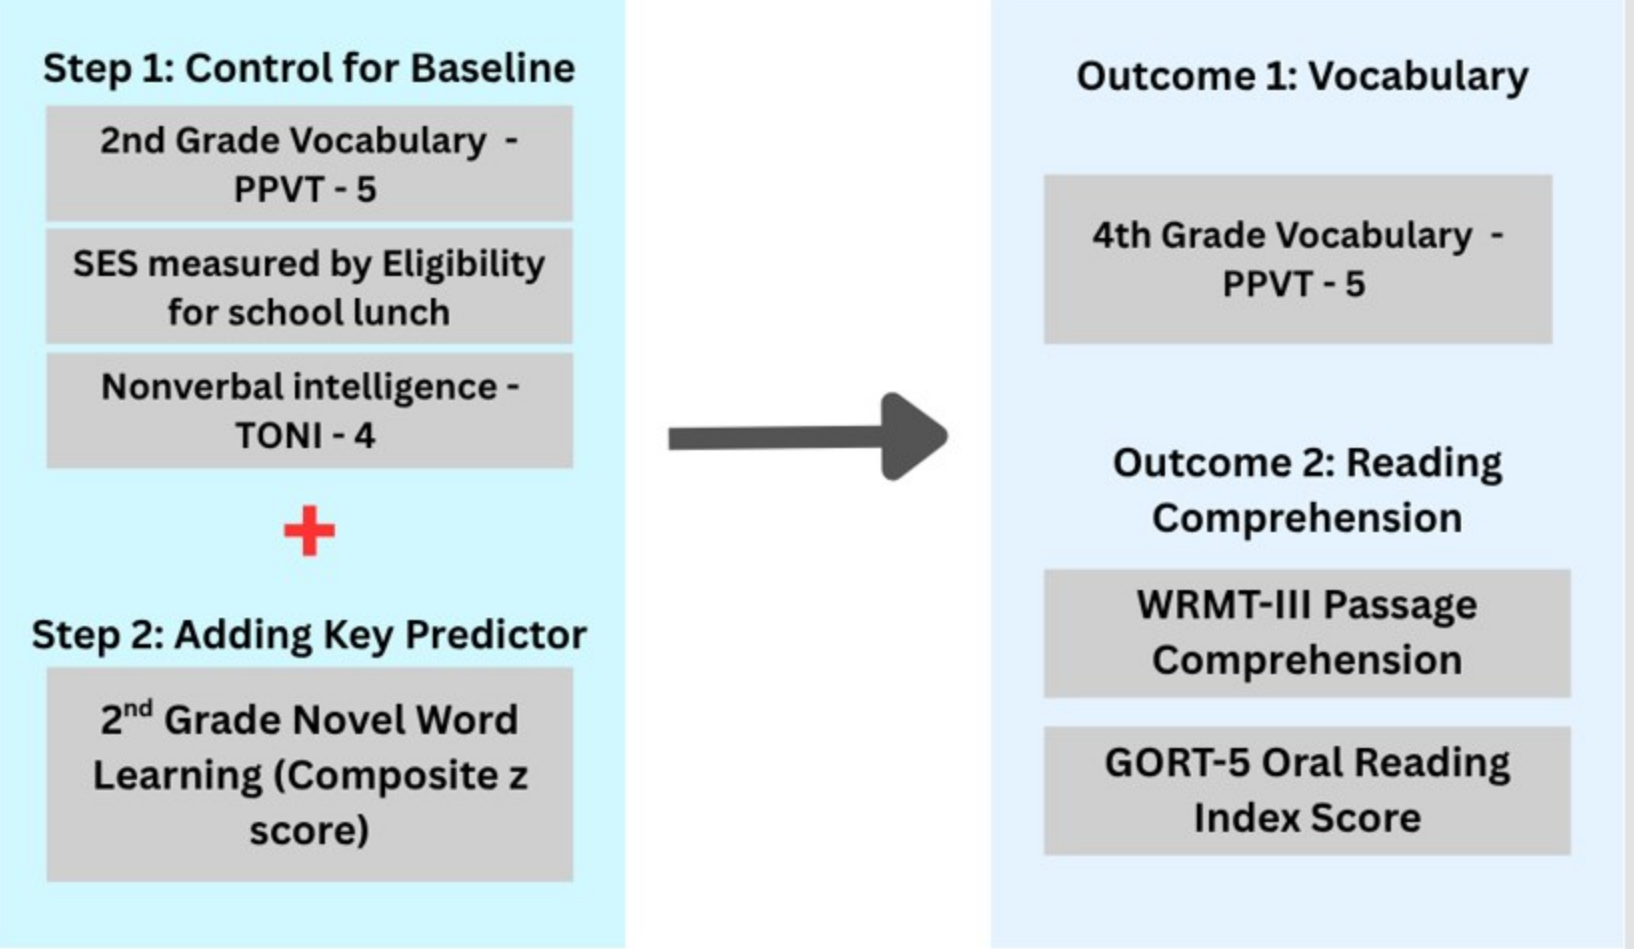 Step 1: Control for Baseline
2nd Grade Vocabulary -
PPVT - 5
SES measured by Eligibility
for school lunch
Nonverbal intelligence -
TONI - 4
+
Step 2: Adding Key Predictor
2nd Grade Novel Word
Learning (Composite z
score)
Outcome 1: Vocabulary
4th Grade Vocabulary -
PPVT - 5
Outcome 2: Reading
Comprehension
WRMT-III Passage
Comprehension
GORT-5 Oral Reading
Index Score